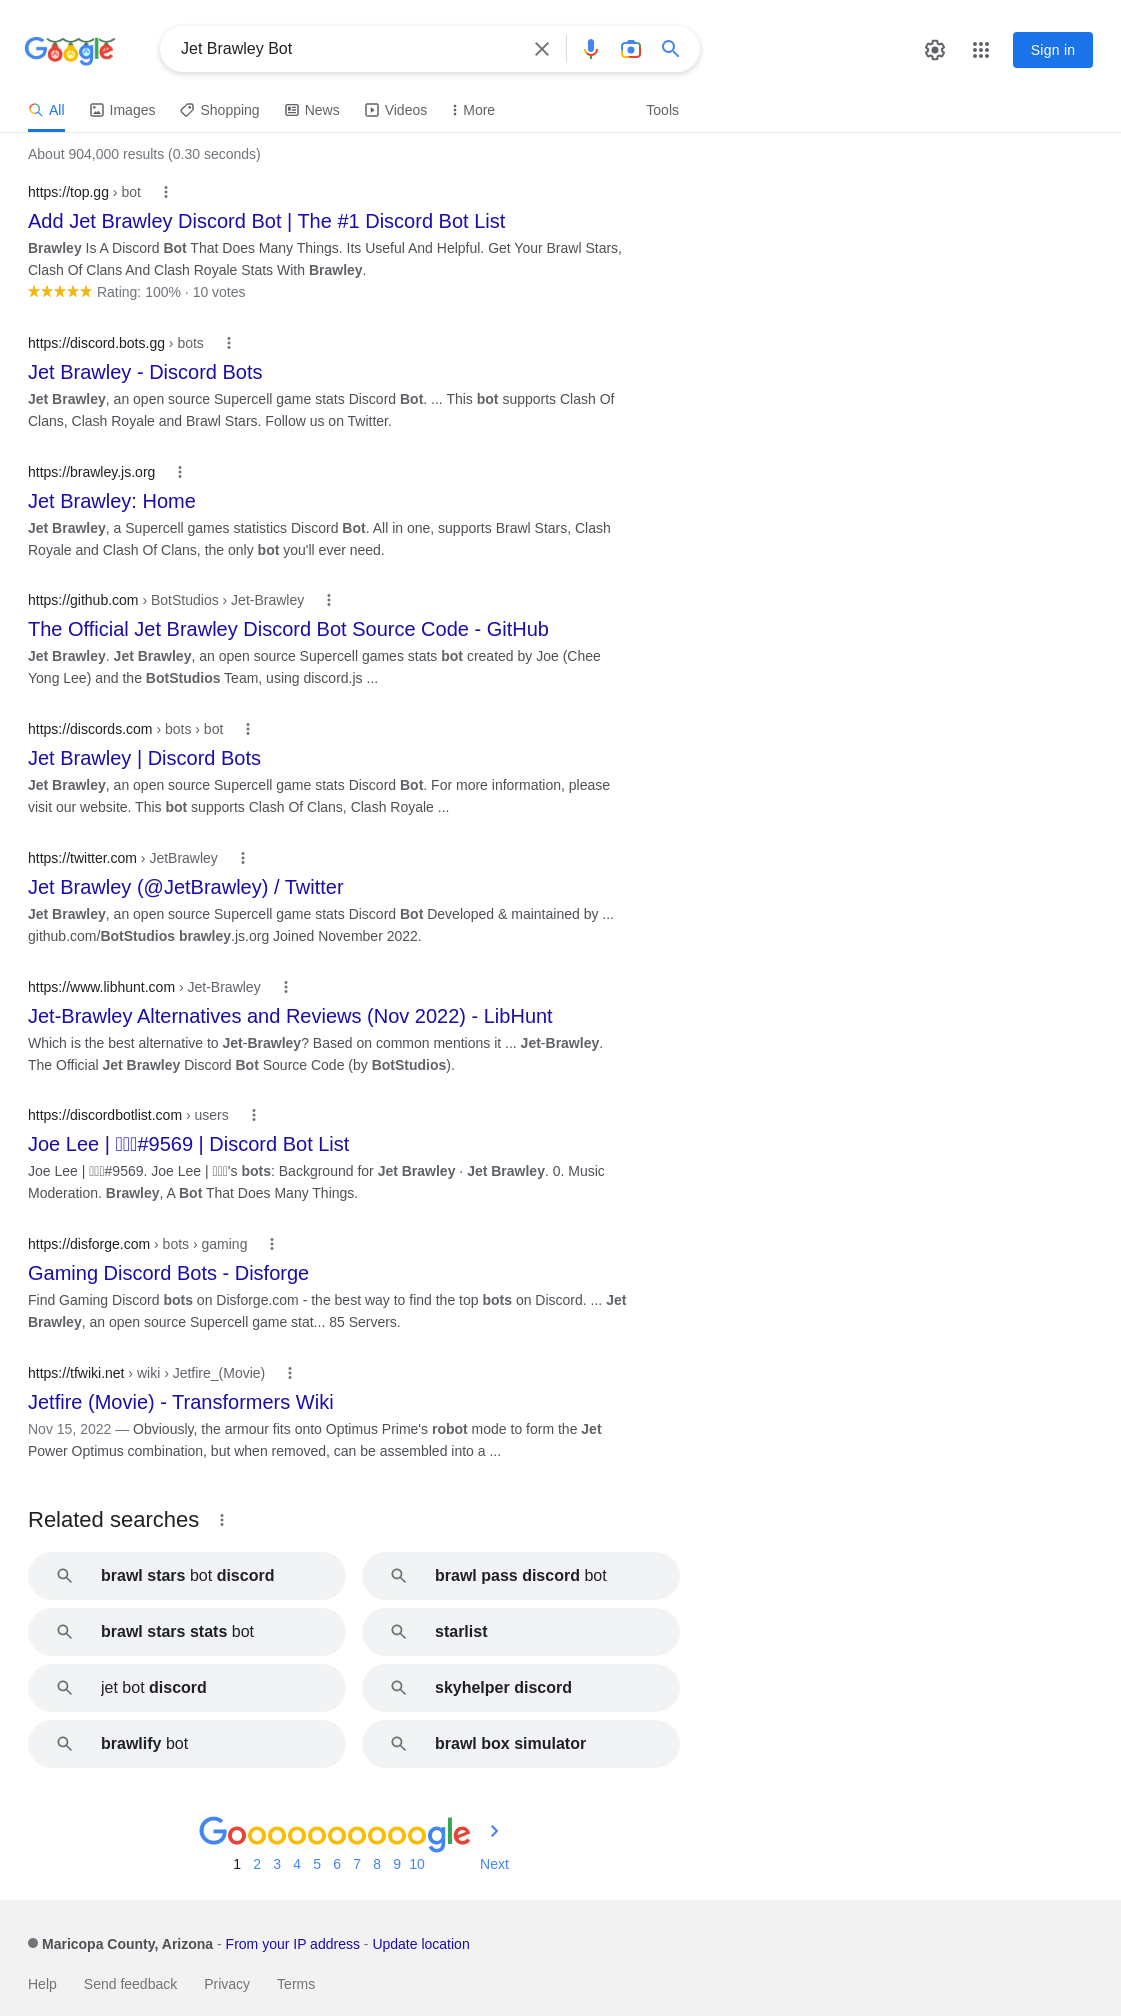 Google
Jet Brawley Bot
Sign in
All Images Shopping News Videos More Tools
About 904,000 results (0.30 seconds)
https://top.gg › bot
Add Jet Brawley Discord Bot | The #1 Discord Bot List
Brawley Is A Discord Bot That Does Many Things. Its Useful And Helpful. Get Your Brawl Stars,
Clash Of Clans And Clash Royale Stats With Brawley.
Rating: 100% · 10 votes
https://discord.bots.gg › bots
Jet Brawley - Discord Bots
Jet Brawley, an open source Supercell game stats Discord Bot. ... This bot supports Clash Of
Clans, Clash Royale and Brawl Stars. Follow us on Twitter.
https://brawley.js.org
Jet Brawley: Home
Jet Brawley, a Supercell games statistics Discord Bot. All in one, supports Brawl Stars, Clash
Royale and Clash Of Clans, the only bot you'll ever need.
https://github.com › BotStudios › Jet-Brawley
The Official Jet Brawley Discord Bot Source Code - GitHub
Jet Brawley. Jet Brawley, an open source Supercell games stats bot created by Joe (Chee
Yong Lee) and the BotStudios Team, using discord.js ...
https://discords.com › bots › bot
Jet Brawley | Discord Bots
Jet Brawley, an open source Supercell game stats Discord Bot. For more information, please
visit our website. This bot supports Clash Of Clans, Clash Royale ...
https://twitter.com › JetBrawley
Jet Brawley (@JetBrawley) / Twitter
Jet Brawley, an open source Supercell game stats Discord Bot Developed & maintained by ...
github.com/BotStudios brawley.js.org Joined November 2022.
https://www.libhunt.com › Jet-Brawley
Jet-Brawley Alternatives and Reviews (Nov 2022) - LibHunt
Which is the best alternative to Jet-Brawley? Based on common mentions it ... Jet-Brawley.
The Official Jet Brawley Discord Bot Source Code (by BotStudios).
https://discordbotlist.com › users
Joe Lee | #9569 | Discord Bot List
Joe Lee | #9569. Joe Lee | 's bots: Background for Jet Brawley · Jet Brawley. 0. Music
Moderation. Brawley, A Bot That Does Many Things.
https://disforge.com › bots › gaming
Gaming Discord Bots - Disforge
Find Gaming Discord bots on Disforge.com - the best way to find the top bots on Discord. ... Jet
Brawley, an open source Supercell game stat... 85 Servers.
https://tfwiki.net › wiki › Jetfire_(Movie)
Jetfire (Movie) - Transformers Wiki
Nov 15, 2022 — Obviously, the armour fits onto Optimus Prime's robot mode to form the Jet
Power Optimus combination, but when removed, can be assembled into a ...
Related searches
brawl stars bot discord
brawl pass discord bot
brawl stars stats bot
starlist
jet bot discord
skyhelper discord
brawlify bot
brawl box simulator
Goooooooooogle
1 2 3 4 5 6 7 8 9 10 Next
Maricopa County, Arizona - From your IP address - Update location
Help Send feedback Privacy Terms